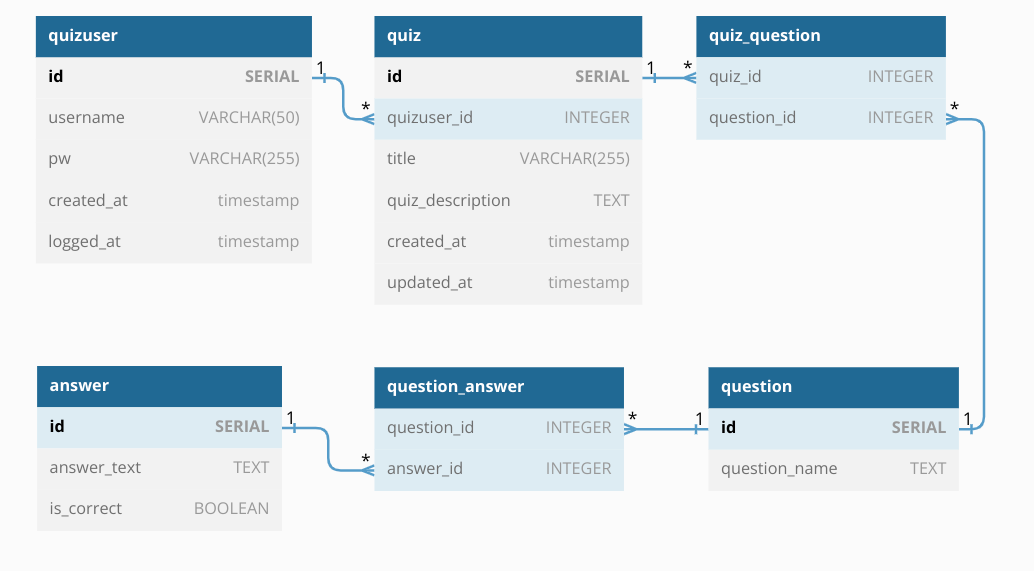 quizuser
id SERIAL
username VARCHAR(50)
pw VARCHAR(255)
created_at timestamp
logged_at timestamp
1
*
quiz
id SERIAL
quizuser_id INTEGER
title VARCHAR(255)
quiz_description TEXT
created_at timestamp
updated_at timestamp
1
*
quiz_question
quiz_id INTEGER
question_id INTEGER
*
answer
id SERIAL
answer_text TEXT
is_correct BOOLEAN
1
*
question_answer
question_id INTEGER
answer_id INTEGER
*
1
question
id SERIAL
question_name TEXT
1